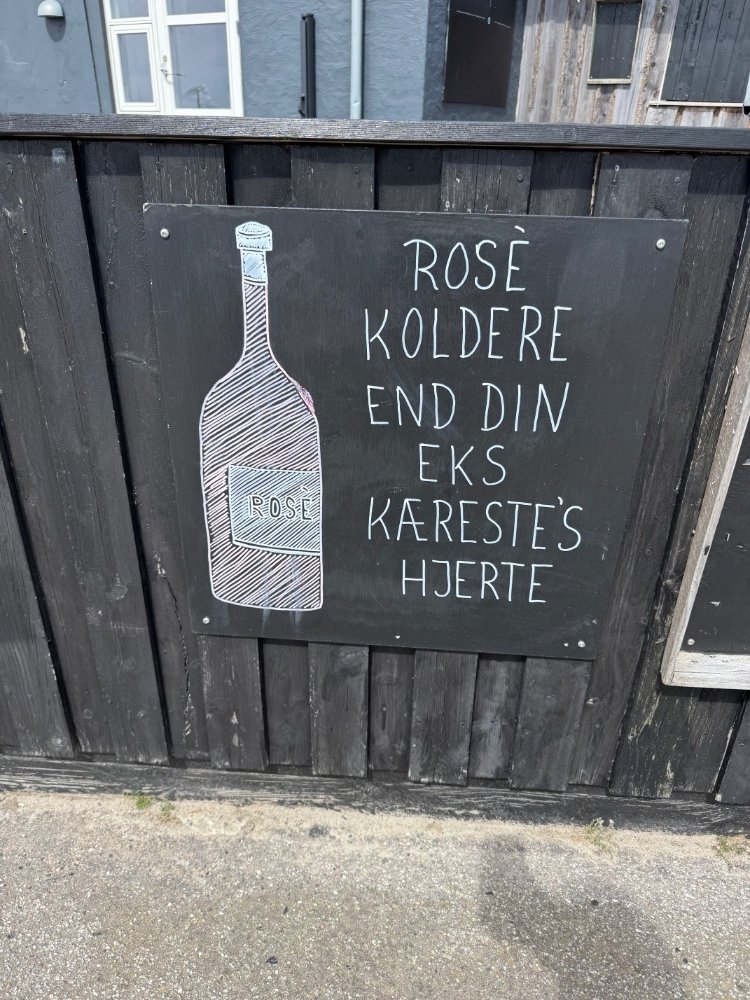 ROSÈ
KOLDERE
END DIN
EKS
KÆRESTE'S
HJERTE
ROSÈ